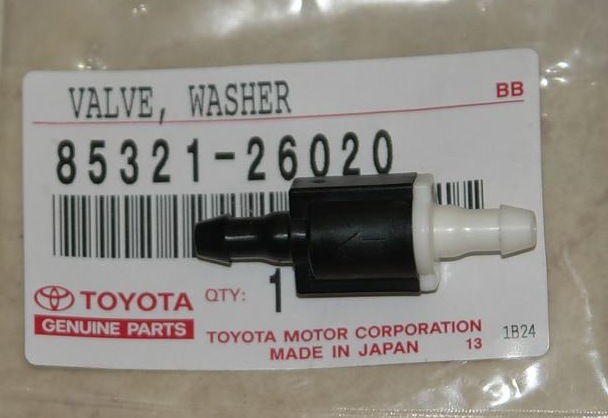 VALVE, WASHER
BB
85321-26020
TOYOTA
GENUINE PARTS
QTY: 1
TOYOTA MOTOR CORPORATION
MADE IN JAPAN 13
1B24